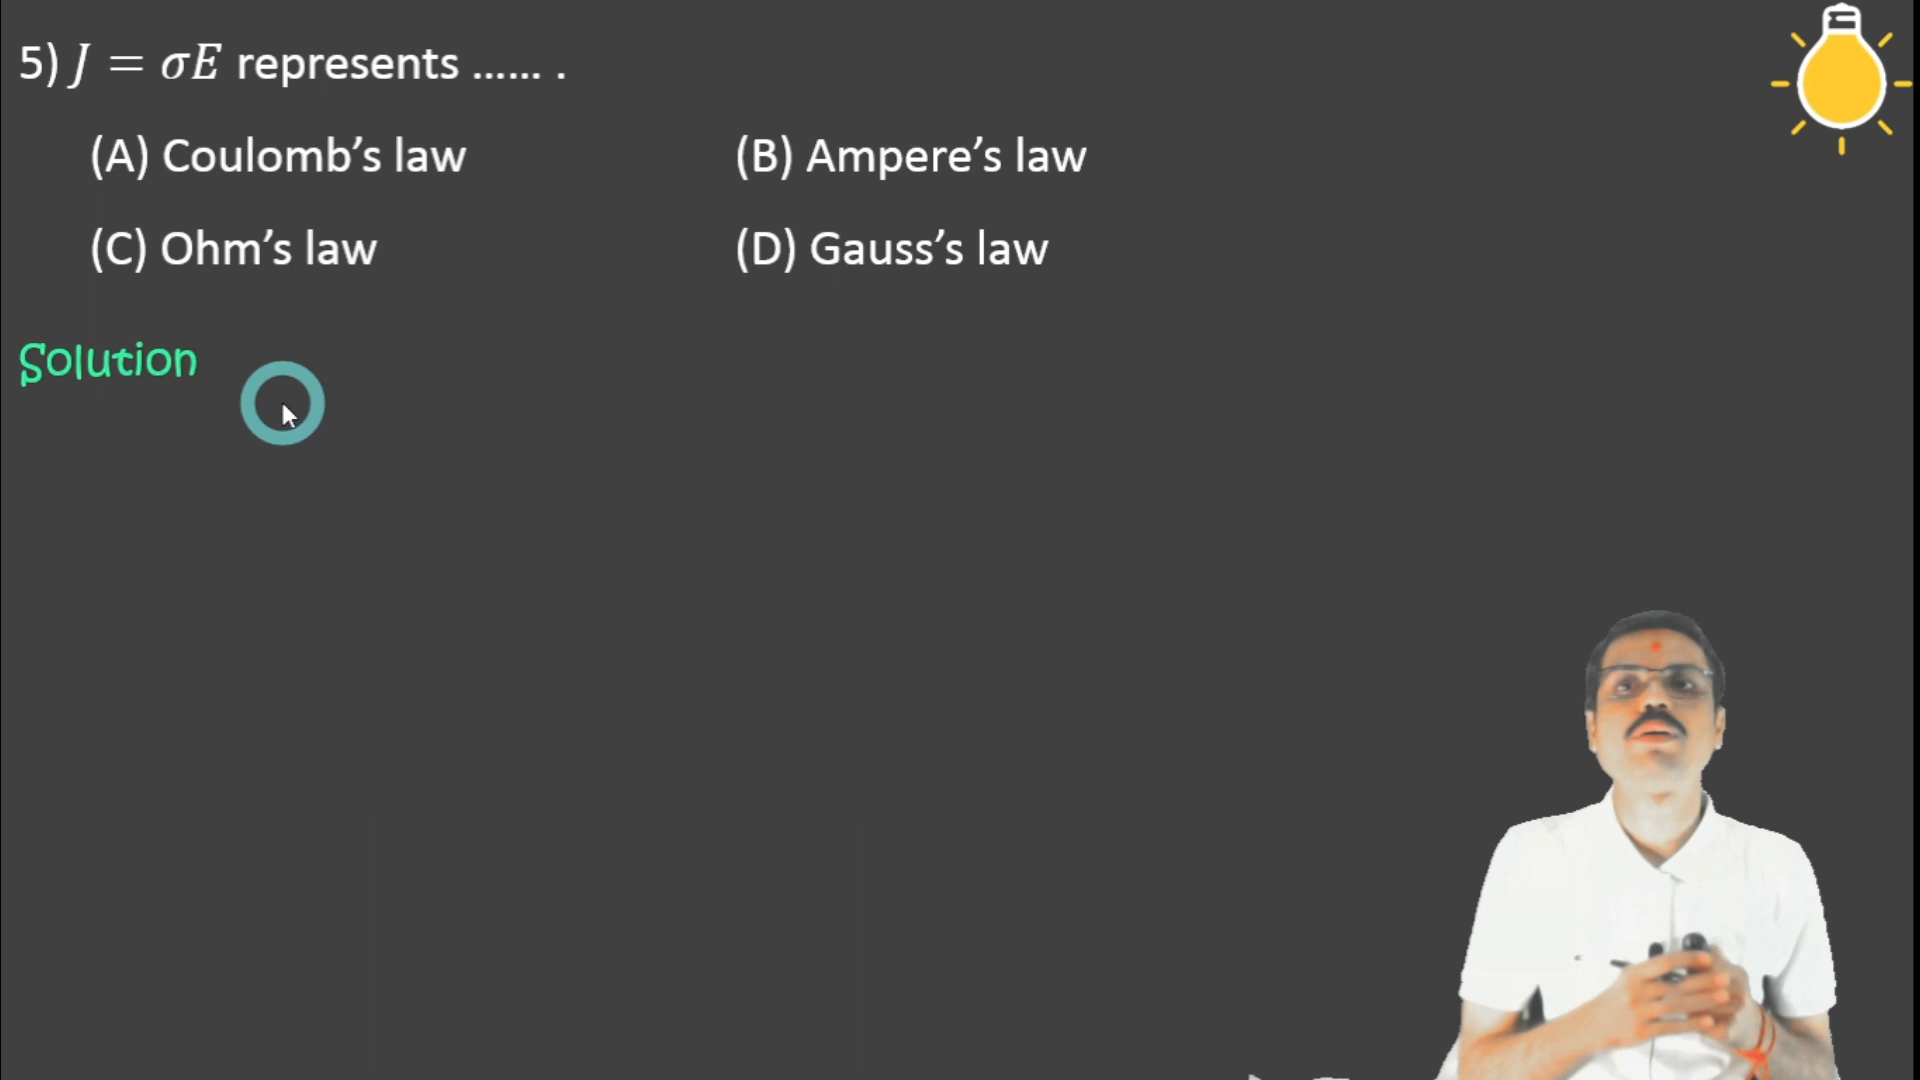 5) J = σE represents ...... .
(A) Coulomb’s law (B) Ampere’s law
(C) Ohm’s law (D) Gauss’s law
Solution